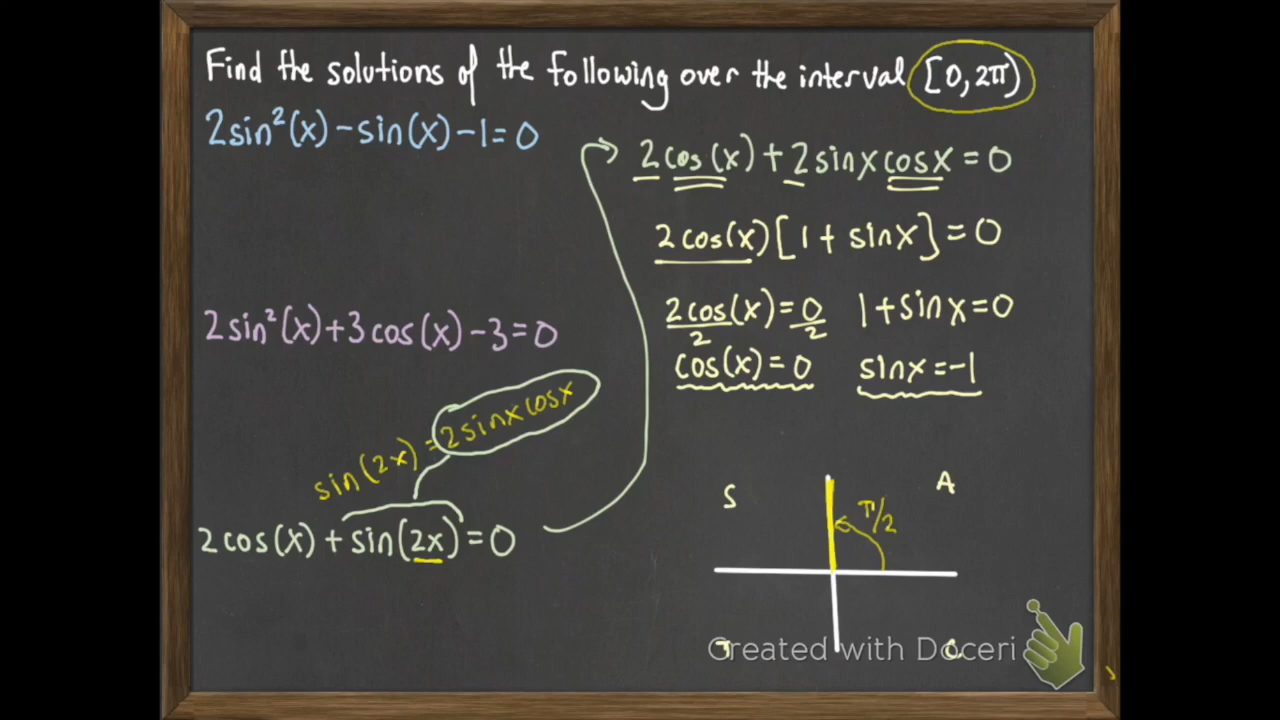 Find the solutions of the following over the interval [0, 2π)
2sin²(x) - sin(x) - 1 = 0
2sin²(x) + 3cos(x) - 3 = 0
sin(2x) = 2sinxcosx
2cos(x) + sin(2x) = 0
2cos(x) + 2sinxcosx = 0
2cos(x)[1 + sinx] = 0
2cos(x) = 0 1 + sinx = 0
2 2
cos(x) = 0 sinx = -1
S A
π/2
T C
Created with Doceri